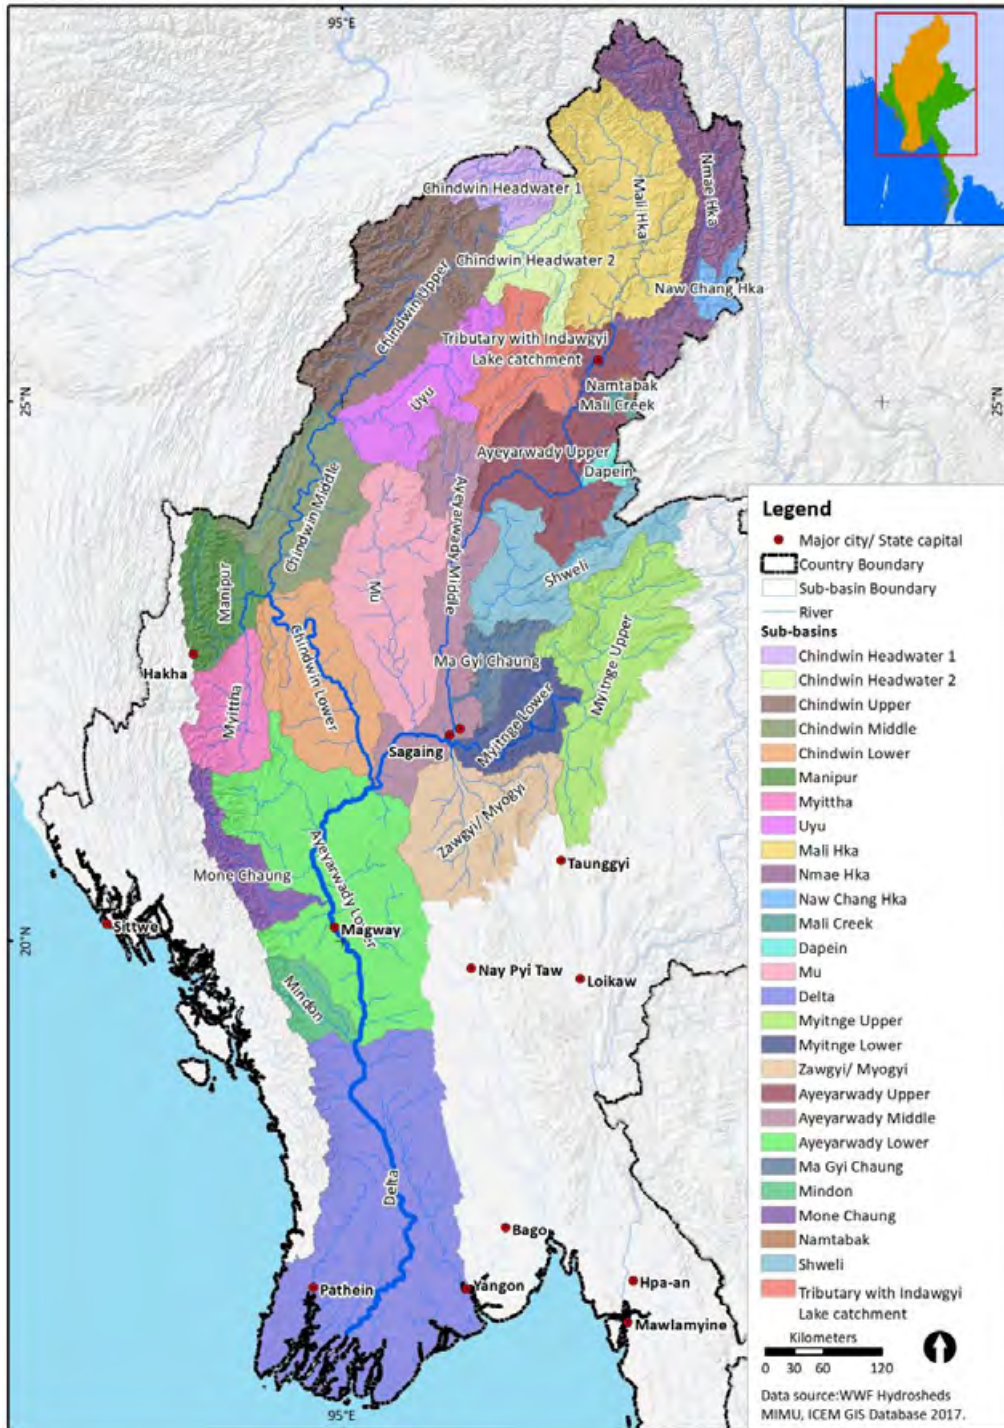 95°E
Chindwin Headwater 1
Mali Hka
Nmae Hka
Chindwin Headwater 2
Naw Chang Hka
Chindwin Upper
Tributary with Indawgyi
Lake catchment
25°N
25°N
Uyu
Namtabak
Mali Creek
Ayeyarwady Upper
Dapein
Chindwin Middle
Ayeyarwady Middle
Manipur
Mu
Shweli
Hakha
Myittha
Chindwin Lower
Ma Gyi Chaung
Myitnge Upper
Myitnge Lower
Sagaing
Zawgyi/ Myogyi
Taunggyi
Mone Chaung
Ayeyarwady Lower
Magway
Sittwe
20°N
Nay Pyi Taw
Loikaw
Mindon
Delta
Bago
Pathein
Yangon
Hpa-an
Mawlamyine
95°E
Legend
Major city/ State capital
Country Boundary
Sub-basin Boundary
River
Sub-basins
Chindwin Headwater 1
Chindwin Headwater 2
Chindwin Upper
Chindwin Middle
Chindwin Lower
Manipur
Myittha
Uyu
Mali Hka
Nmae Hka
Naw Chang Hka
Mali Creek
Dapein
Mu
Delta
Myitnge Upper
Myitnge Lower
Zawgyi/ Myogyi
Ayeyarwady Upper
Ayeyarwady Middle
Ayeyarwady Lower
Ma Gyi Chaung
Mindon
Mone Chaung
Namtabak
Shweli
Tributary with Indawgyi
Lake catchment
Kilometers
0 30 60 120
Data source:WWF Hydrosheds
MIMU, ICEM GIS Database 2017.